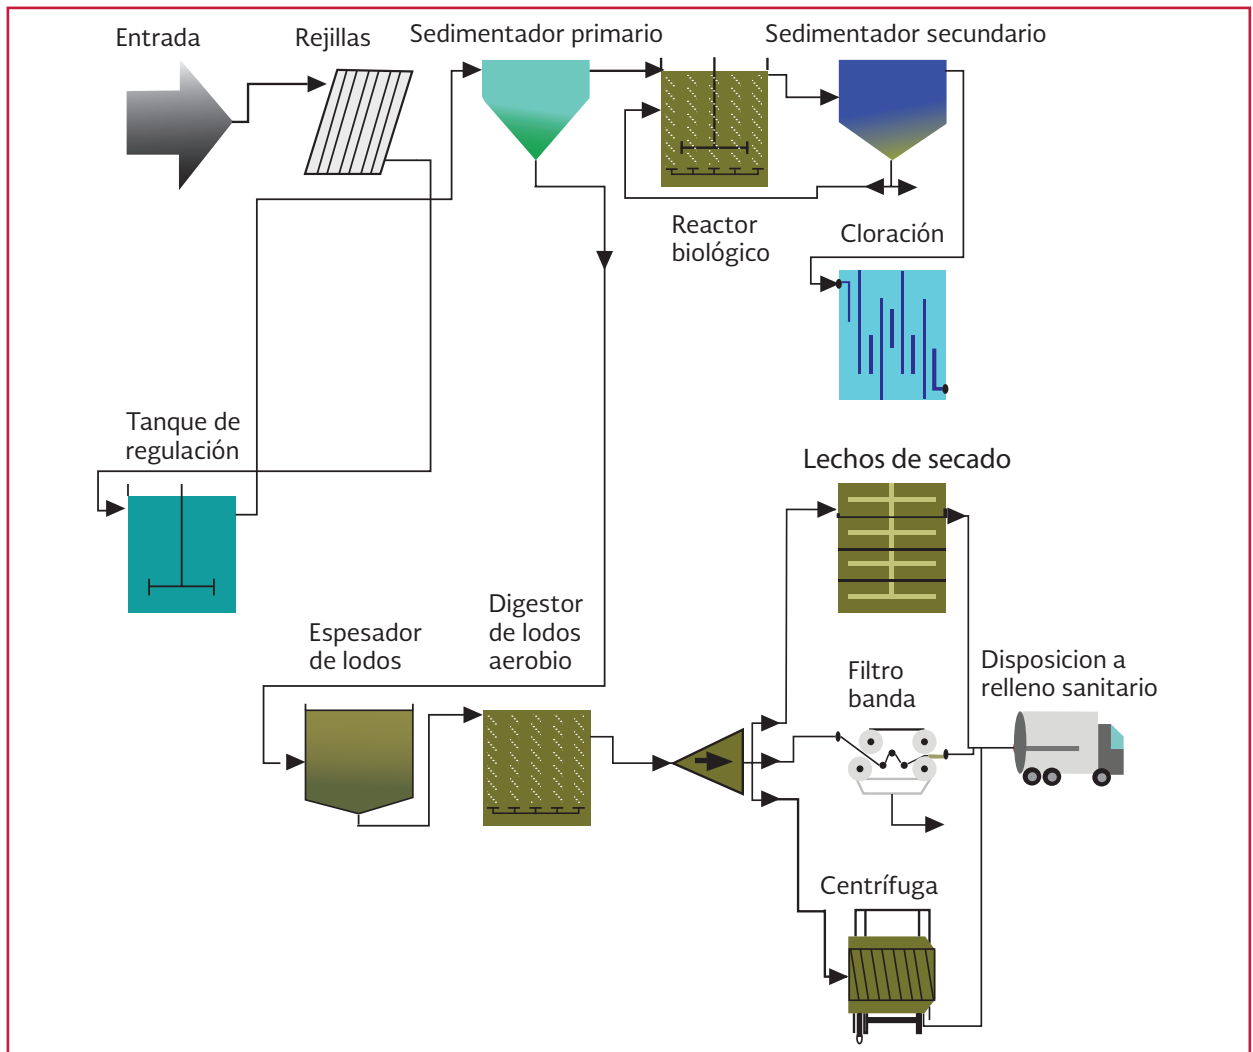 Entrada
Rejillas
Sedimentador primario
Sedimentador secundario
Reactor
biológico
Cloración
Tanque de
regulación
Lechos de secado
Digestor
de lodos
aerobio
Espesador
de lodos
Filtro
banda
Disposicion a
relleno sanitario
Centrífuga